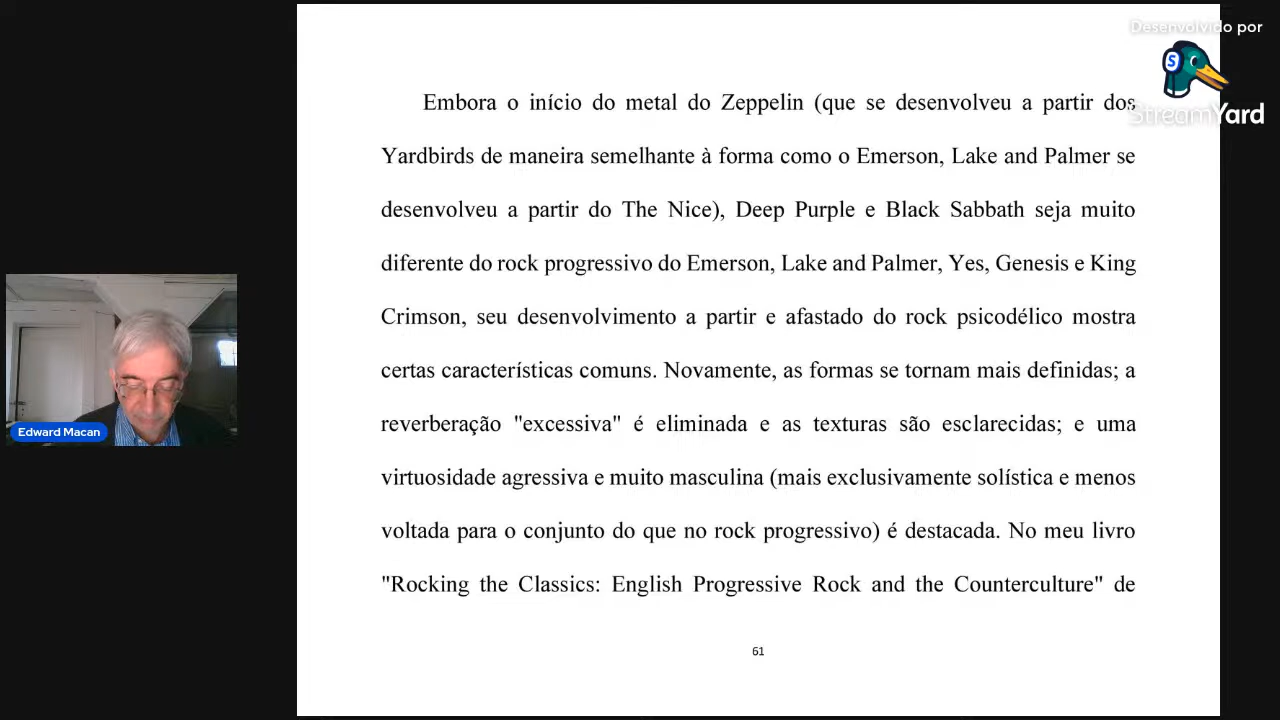 Desenvolvido por
StreamYard
Embora o início do metal do Zeppelin (que se desenvolveu a partir dos
Yardbirds de maneira semelhante à forma como o Emerson, Lake and Palmer se
desenvolveu a partir do The Nice), Deep Purple e Black Sabbath seja muito
diferente do rock progressivo do Emerson, Lake and Palmer, Yes, Genesis e King
Crimson, seu desenvolvimento a partir e afastado do rock psicodélico mostra
certas características comuns. Novamente, as formas se tornam mais definidas; a
reverberação "excessiva" é eliminada e as texturas são esclarecidas; e uma
virtuosidade agressiva e muito masculina (mais exclusivamente solística e menos
voltada para o conjunto do que no rock progressivo) é destacada. No meu livro
"Rocking the Classics: English Progressive Rock and the Counterculture" de
61
Edward Macan